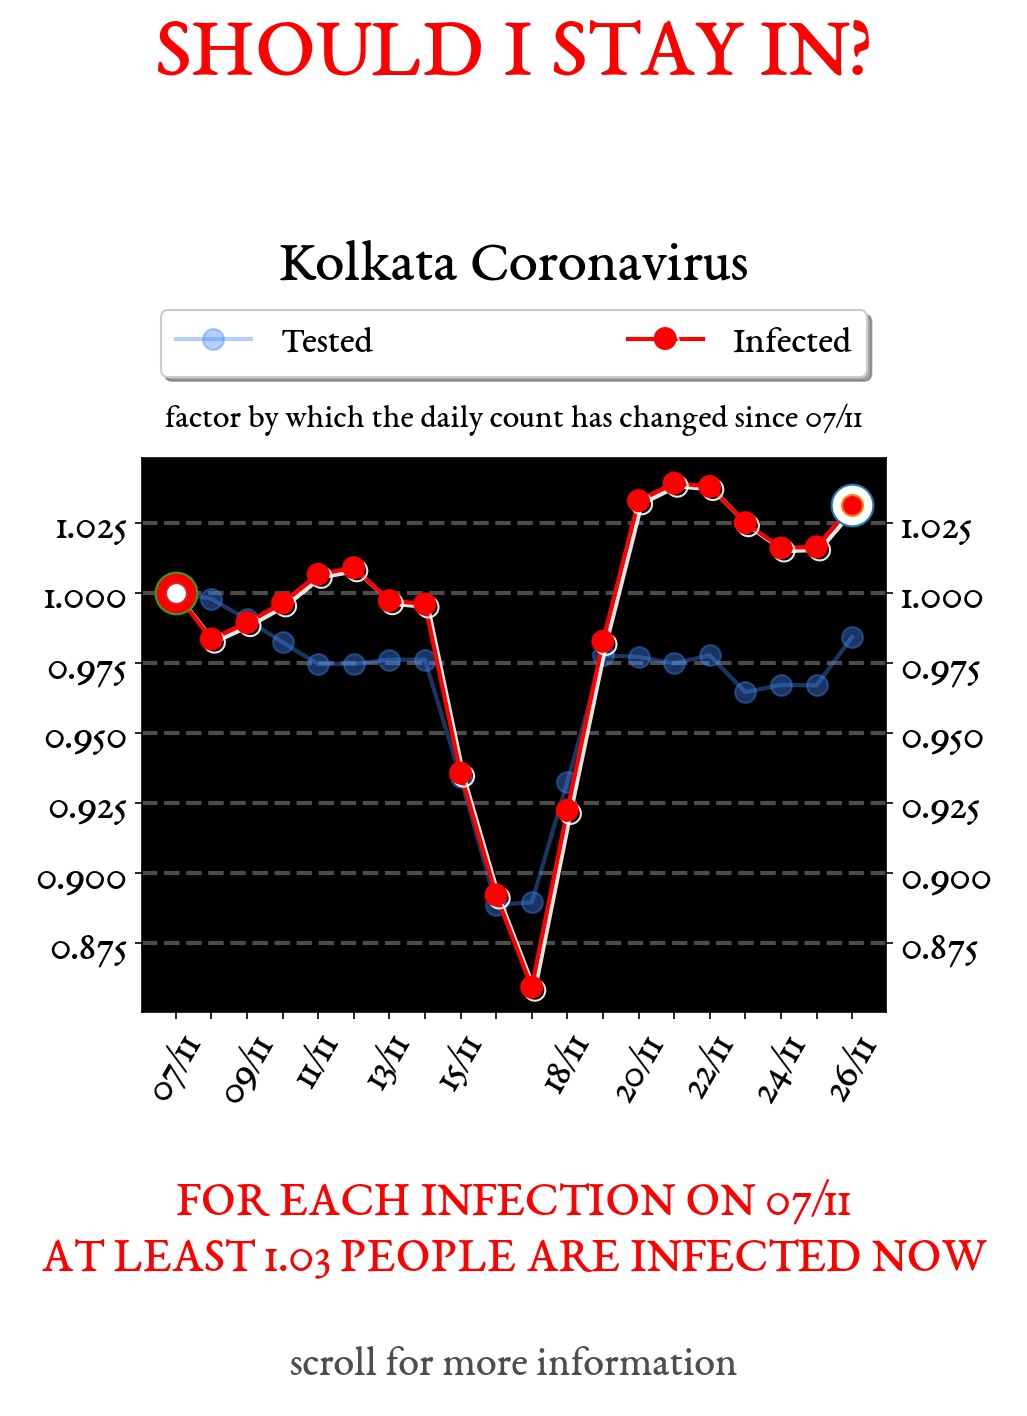 SHOULD I STAY IN?
Kolkata Coronavirus
Tested Infected
factor by which the daily count has changed since 07/11
1.025 1.025
1.000 1.000
0.975 0.975
0.950 0.950
0.925 0.925
0.900 0.900
0.875 0.875
07/11 09/11 11/11 13/11 15/11 18/11 20/11 22/11 24/11 26/11
FOR EACH INFECTION ON 07/11
AT LEAST 1.03 PEOPLE ARE INFECTED NOW
scroll for more information